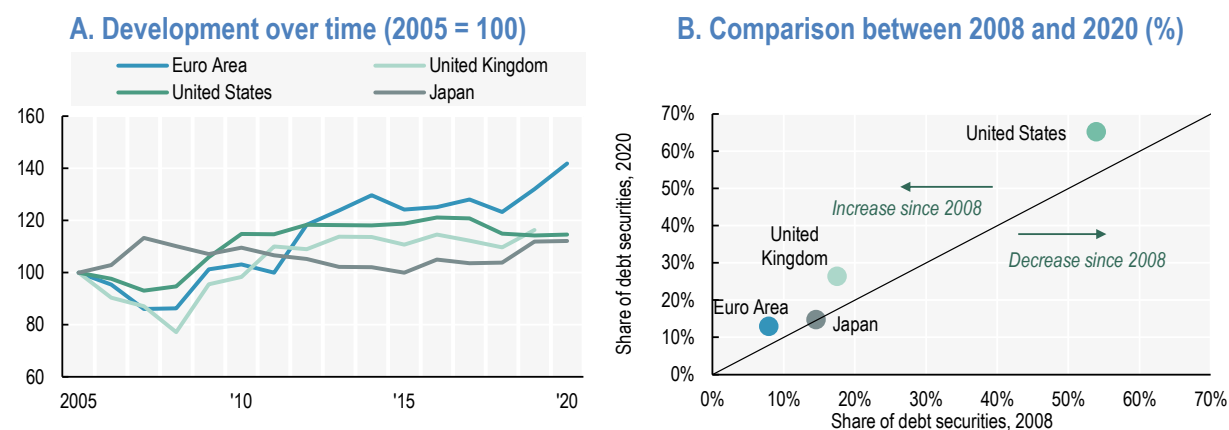 A. Development over time (2005 = 100)
Euro Area
United Kingdom
United States
Japan
160
140
120
100
80
60
2005
'10
'15
'20
B. Comparison between 2008 and 2020 (%)
Share of debt securities, 2020
70%
60%
50%
40%
30%
20%
10%
0%
United States
Increase since 2008
United
Kingdom
Decrease since 2008
Euro Area
Japan
0%
10%
20%
30%
40%
50%
60%
70%
Share of debt securities, 2008